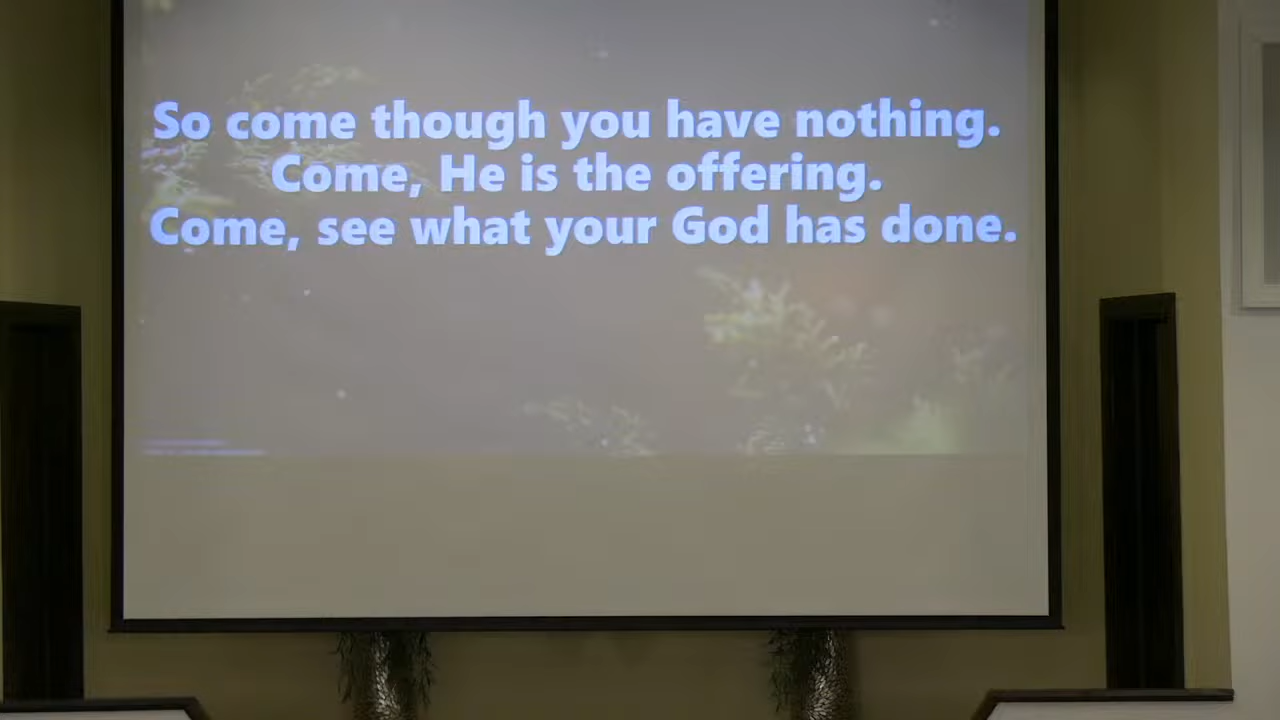 So come though you have nothing.
Come, He is the offering.
Come, see what your God has done.